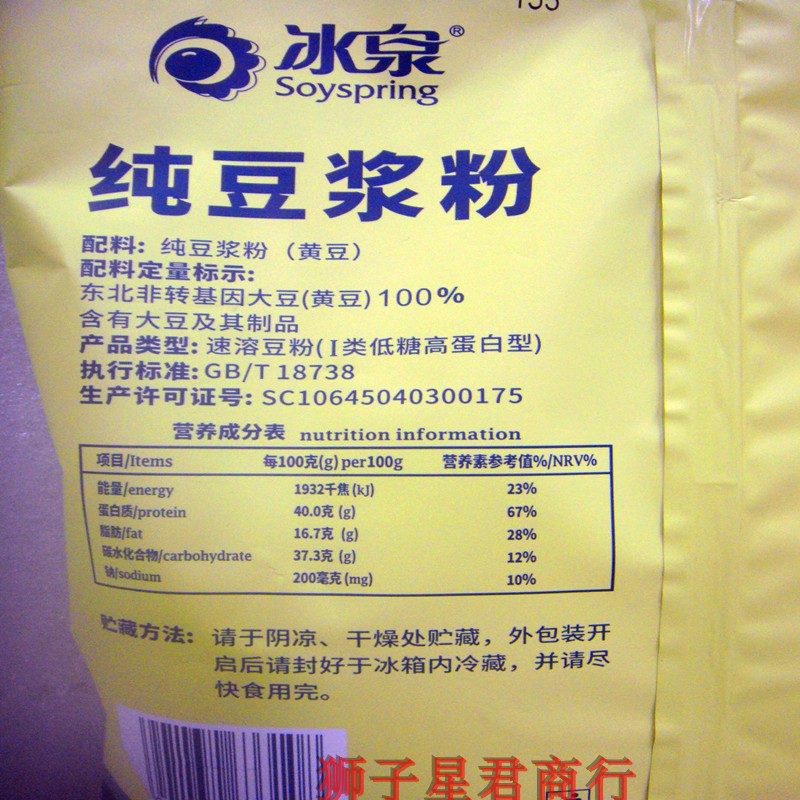 冰泉®
Soyspring
纯豆浆粉
配料: 纯豆浆粉 (黄豆)
配料定量标示:
东北非转基因大豆(黄豆)100%
含有大豆及其制品
产品类型: 速溶豆粉(I类低糖高蛋白型)
执行标准: GB/T 18738
生产许可证号: SC10645040300175
营养成分表 nutrition information
项目/Items 每100克(g) per100g 营养素参考值%/NRV%
能量/energy 1932千焦(kJ) 23%
蛋白质/protein 40.0克 (g) 67%
脂肪/fat 16.7克 (g) 28%
碳水化合物/carbohydrate 37.3克 (g) 12%
钠/sodium 200毫克(mg) 10%
贮藏方法: 请于阴凉、干燥处贮藏，外包装开
启后请封好于冰箱内冷藏，并请尽
快食用完。
狮子星君商行